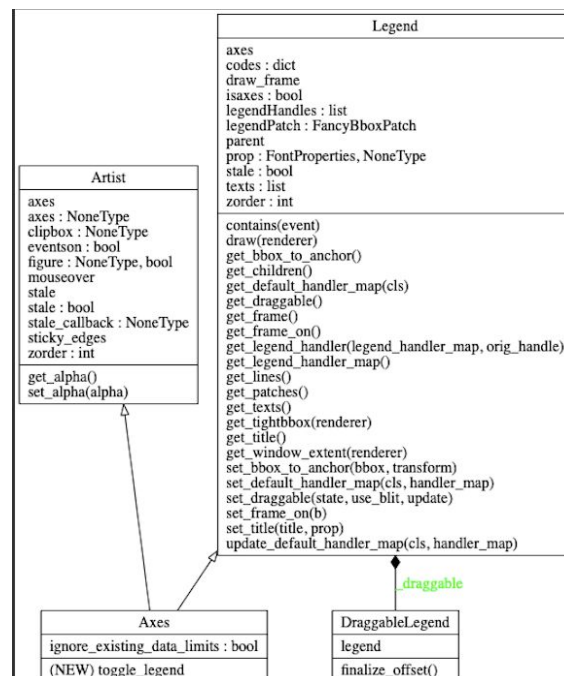 Legend
axes
codes : dict
draw_frame
isaxes : bool
legendHandles : list
legendPatch : FancyBboxPatch
parent
prop : FontProperties, NoneType
stale : bool
texts : list
zorder : int
contains(event)
draw(renderer)
get_bbox_to_anchor()
get_children()
get_default_handler_map(cls)
get_draggable()
get_frame()
get_frame_on()
get_legend_handler(legend_handler_map, orig_handle)
get_legend_handler_map()
get_lines()
get_patches()
get_texts()
get_tightbbox(renderer)
get_title()
get_window_extent(renderer)
set_bbox_to_anchor(bbox, transform)
set_default_handler_map(cls, handler_map)
set_draggable(state, use_blit, update)
set_frame_on(b)
set_title(title, prop)
update_default_handler_map(cls, handler_map)
Artist
axes
axes : NoneType
clipbox : NoneType
eventson : bool
figure : NoneType, bool
mouseover
stale
stale : bool
stale_callback : NoneType
sticky_edges
zorder : int
get_alpha()
set_alpha(alpha)
_draggable
Axes
ignore_existing_data_limits : bool
(NEW) toggle_legend
DraggableLegend
legend
finalize_offset()